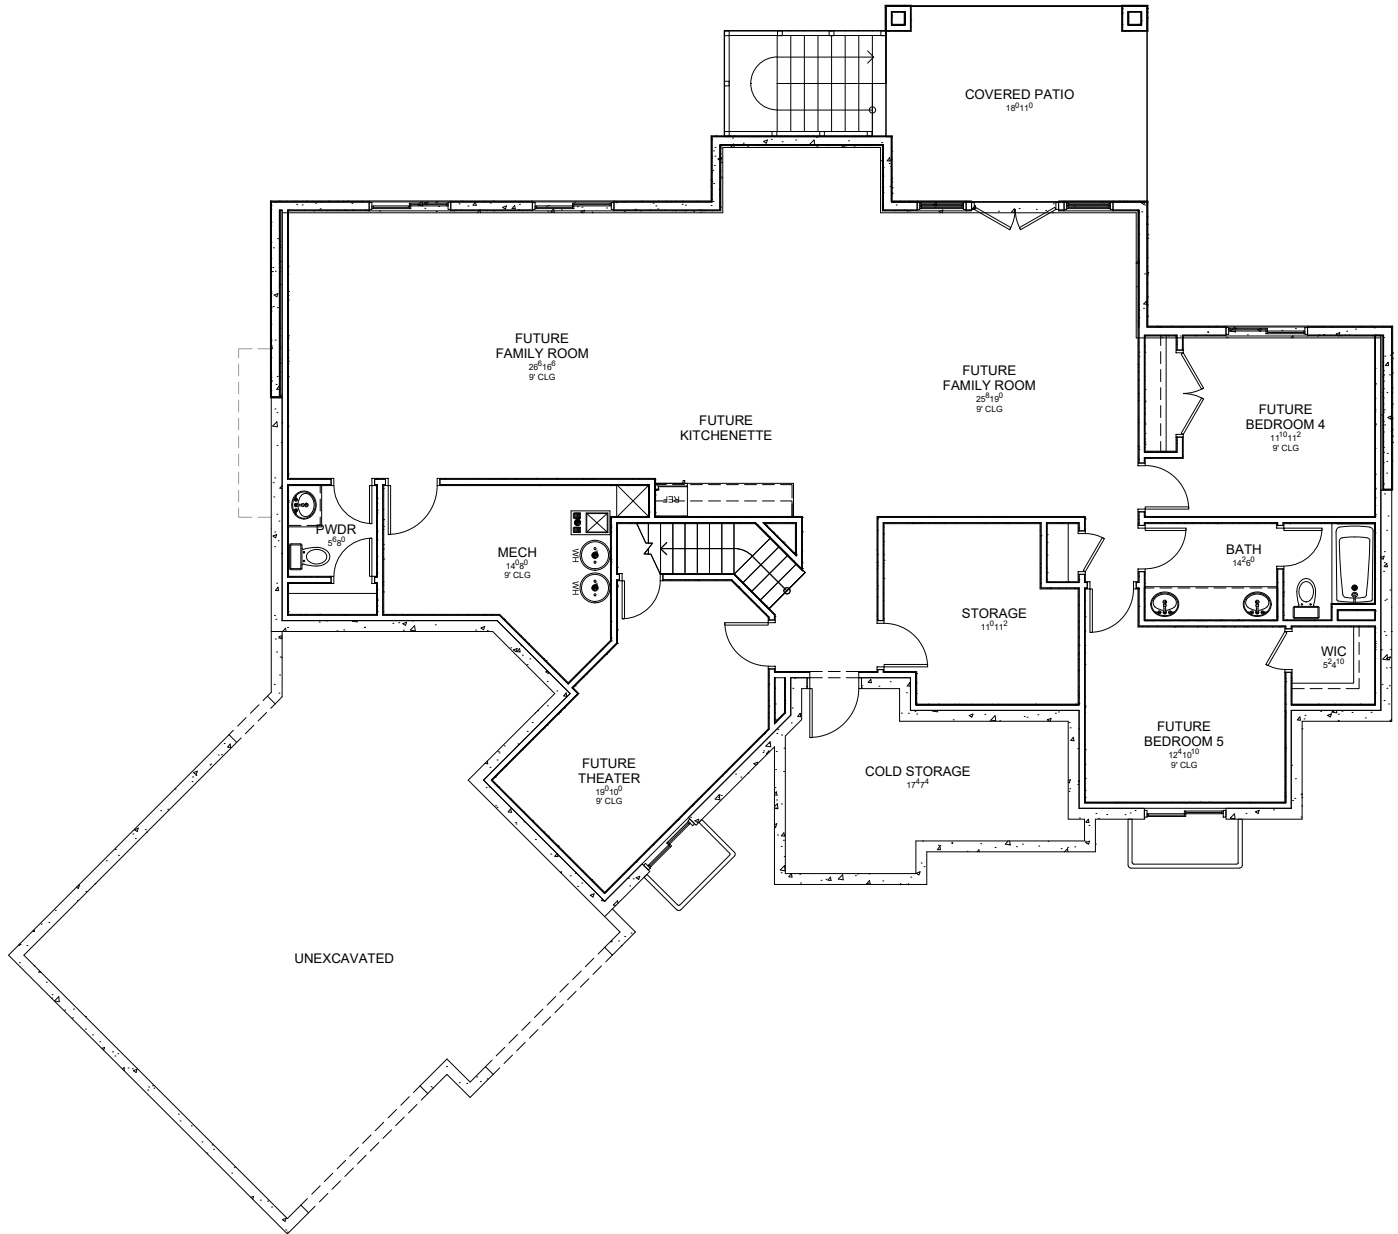 COVERED PATIO
18⁰11⁰
FUTURE
FAMILY ROOM
26⁶16⁶
9' CLG
FUTURE
FAMILY ROOM
25⁸19⁰
9' CLG
FUTURE
KITCHENETTE
FUTURE
BEDROOM 4
11¹⁰11²
9' CLG
REF
PWDR
5⁶8⁰
MECH
14⁰8⁰
9' CLG
WH
WH
BATH
14²6⁰
STORAGE
11⁰11²
WIC
5²4¹⁰
FUTURE
BEDROOM 5
12⁴10¹⁰
9' CLG
FUTURE
THEATER
19⁰10⁰
9' CLG
COLD STORAGE
17⁴7⁴
UNEXCAVATED